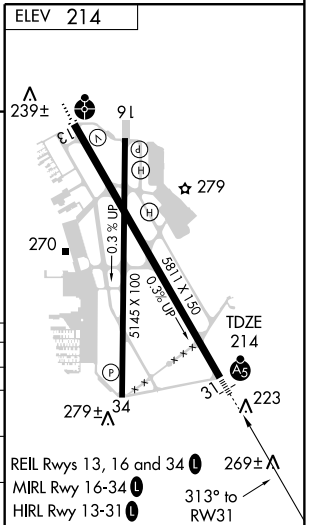 ELEV 214
239±
13
V
16
P
H
279
H
270
0.3 % UP
5811 X 150
0.3% UP
5145 X 100
TDZE
214
P
A5
31
34
279±
223
REIL Rwys 13, 16 and 34 L
269±
MIRL Rwy 16-34 L
HIRL Rwy 13-31 L
313° to
RW31